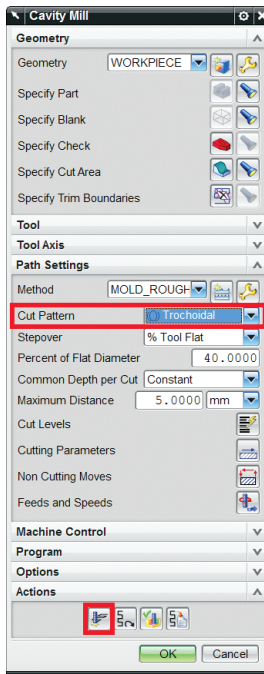 Cavity Mill
Geometry
Geometry WORKPIECE
Specify Part
Specify Blank
Specify Check
Specify Cut Area
Specify Trim Boundaries
Tool
Tool Axis
Path Settings
Method MOLD_ROUGH
Cut Pattern Trochoidal
Stepover % Tool Flat
Percent of Flat Diameter 40.0000
Common Depth per Cut Constant
Maximum Distance 5.0000 mm
Cut Levels
Cutting Parameters
Non Cutting Moves
Feeds and Speeds
Machine Control
Program
Options
Actions
OK Cancel